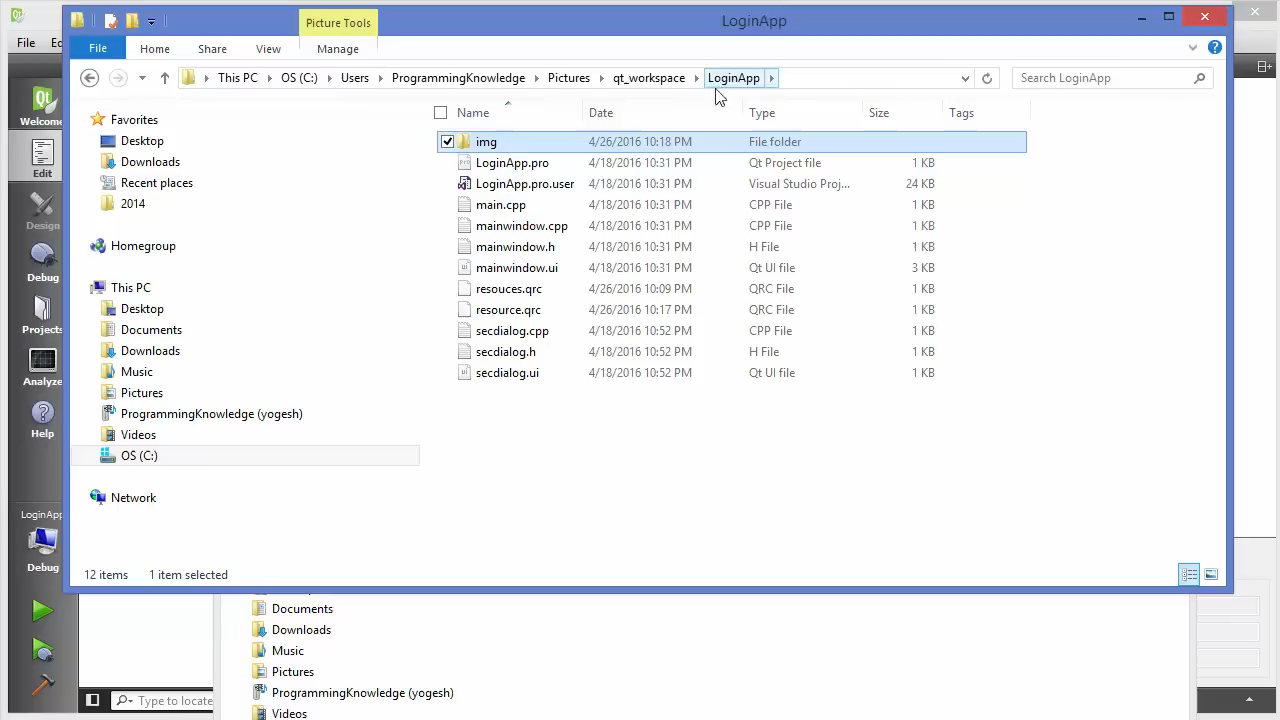 Picture Tools
LoginApp
File Home Share View Manage
This PC OS (C:) Users ProgrammingKnowledge Pictures qt_workspace LoginApp
Search LoginApp
Name Date Type Size Tags
Favorites
Desktop
Downloads
Recent places
2014
Homegroup
This PC
Desktop
Documents
Downloads
Music
Pictures
ProgrammingKnowledge (yogesh)
Videos
OS (C:)
Network
img 4/26/2016 10:18 PM File folder
LoginApp.pro 4/18/2016 10:31 PM Qt Project file 1 KB
LoginApp.pro.user 4/18/2016 10:31 PM Visual Studio Proj... 24 KB
main.cpp 4/18/2016 10:31 PM CPP File 1 KB
mainwindow.cpp 4/18/2016 10:31 PM CPP File 1 KB
mainwindow.h 4/18/2016 10:31 PM H File 1 KB
mainwindow.ui 4/18/2016 10:31 PM Qt UI file 3 KB
resouces.qrc 4/26/2016 10:09 PM QRC File 1 KB
resource.qrc 4/26/2016 10:17 PM QRC File 1 KB
secdialog.cpp 4/18/2016 10:52 PM CPP File 1 KB
secdialog.h 4/18/2016 10:52 PM H File 1 KB
secdialog.ui 4/18/2016 10:52 PM Qt UI file 1 KB
12 items 1 item selected
File
Qt
Welcome
Edit
Design
Debug
Projects
Analyze
Help
LoginApp
Debug
Type to locate
Documents
Downloads
Music
Pictures
ProgrammingKnowledge (yogesh)
Videos